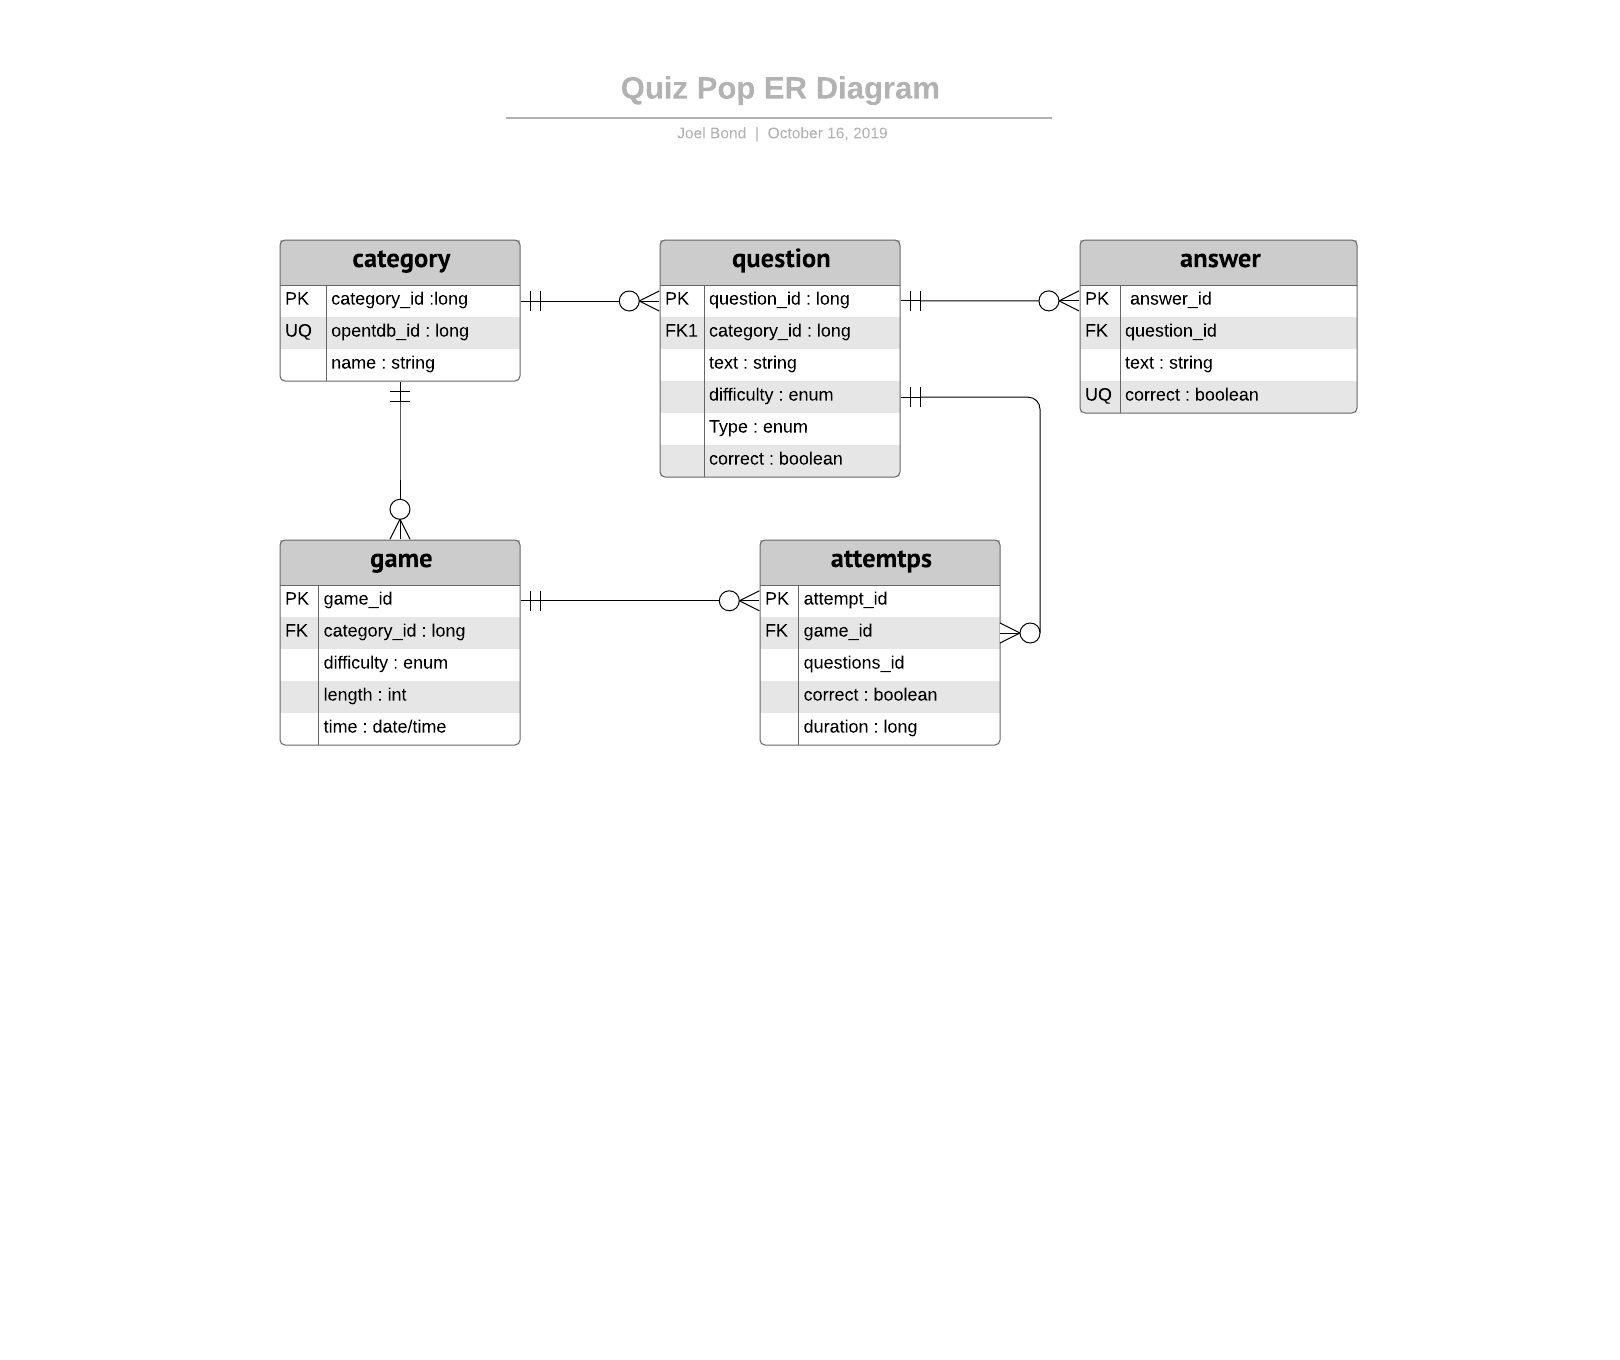 Quiz Pop ER Diagram
Joel Bond | October 16, 2019
category
PK category_id :long
UQ opentdb_id : long
name : string
question
PK question_id : long
FK1 category_id : long
text : string
difficulty : enum
Type : enum
correct : boolean
answer
PK answer_id
FK question_id
text : string
UQ correct : boolean
game
PK game_id
FK category_id : long
difficulty : enum
length : int
time : date/time
attemtps
PK attempt_id
FK game_id
questions_id
correct : boolean
duration : long